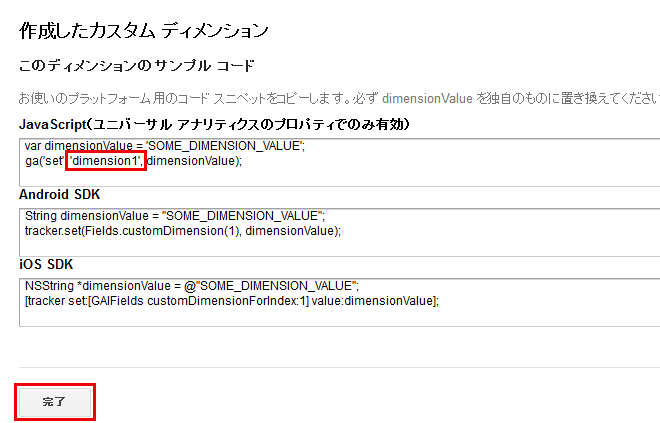 作成したカスタム ディメンション
このディメンションのサンプル コード
お使いのプラットフォーム用のコード スニペットをコピーします。必ず dimensionValue を独自のものに置き換えてください
JavaScript(ユニバーサル アナリティクスのプロパティでのみ有効)
var dimensionValue = 'SOME_DIMENSION_VALUE';
ga('set', 'dimension1', dimensionValue);
Android SDK
String dimensionValue = "SOME_DIMENSION_VALUE";
tracker.set(Fields.customDimension(1), dimensionValue);
iOS SDK
NSString *dimensionValue = @"SOME_DIMENSION_VALUE";
[tracker set:[GAIFields customDimensionForIndex:1] value:dimensionValue];
完了